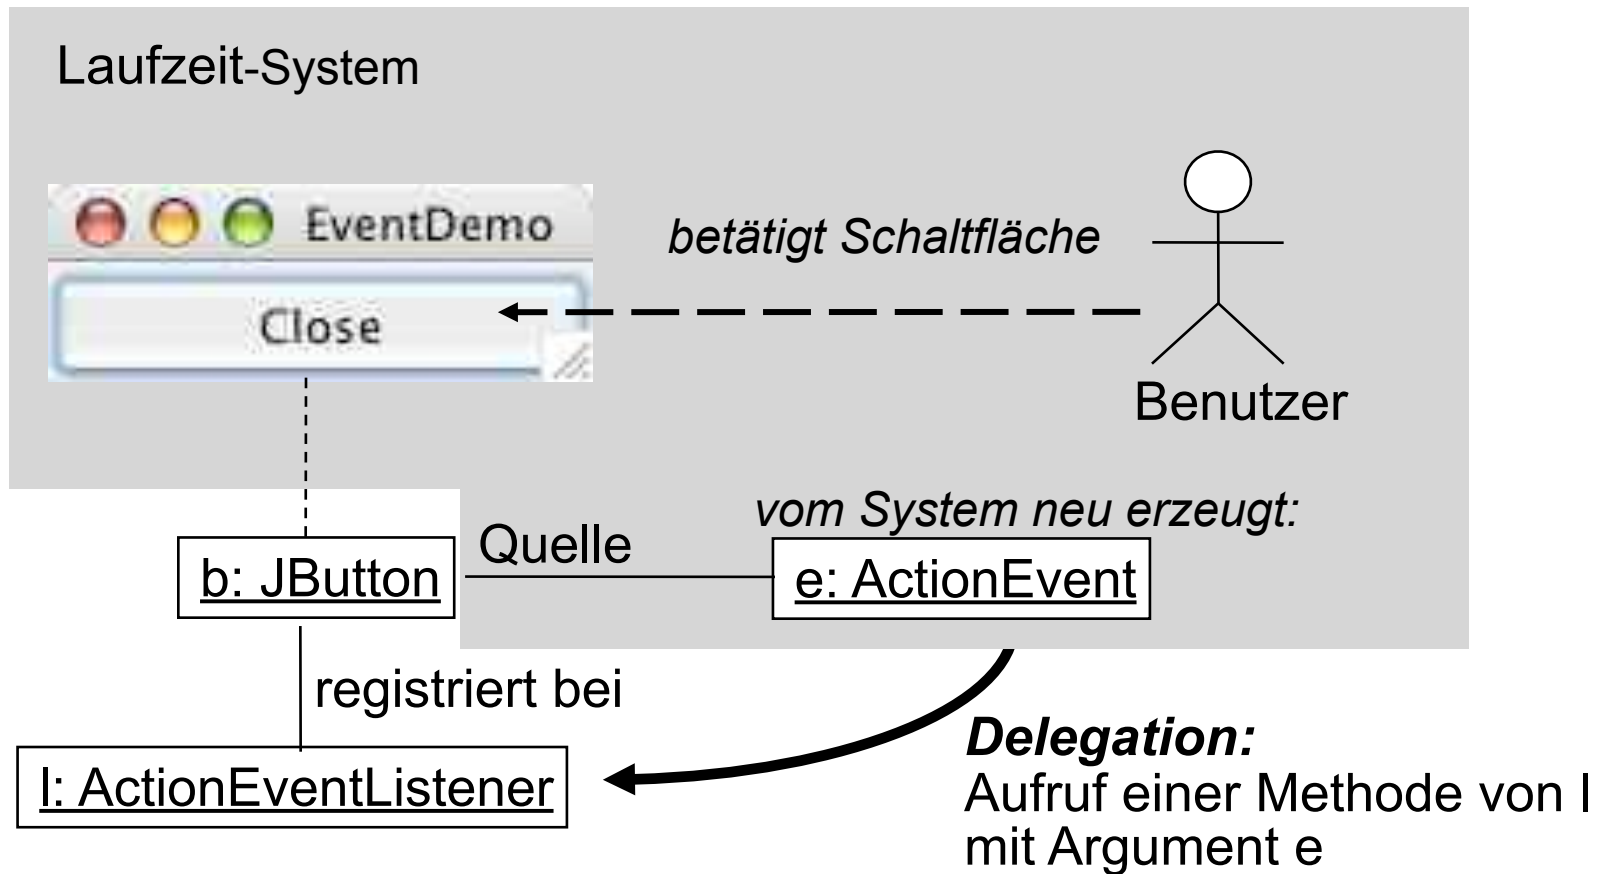 Laufzeit-System
EventDemo
Close
betätigt Schaltfläche
Benutzer
vom System neu erzeugt:
Quelle
b: JButton
e: ActionEvent
registriert bei
l: ActionEventListener
Delegation:
Aufruf einer Methode von l
mit Argument e